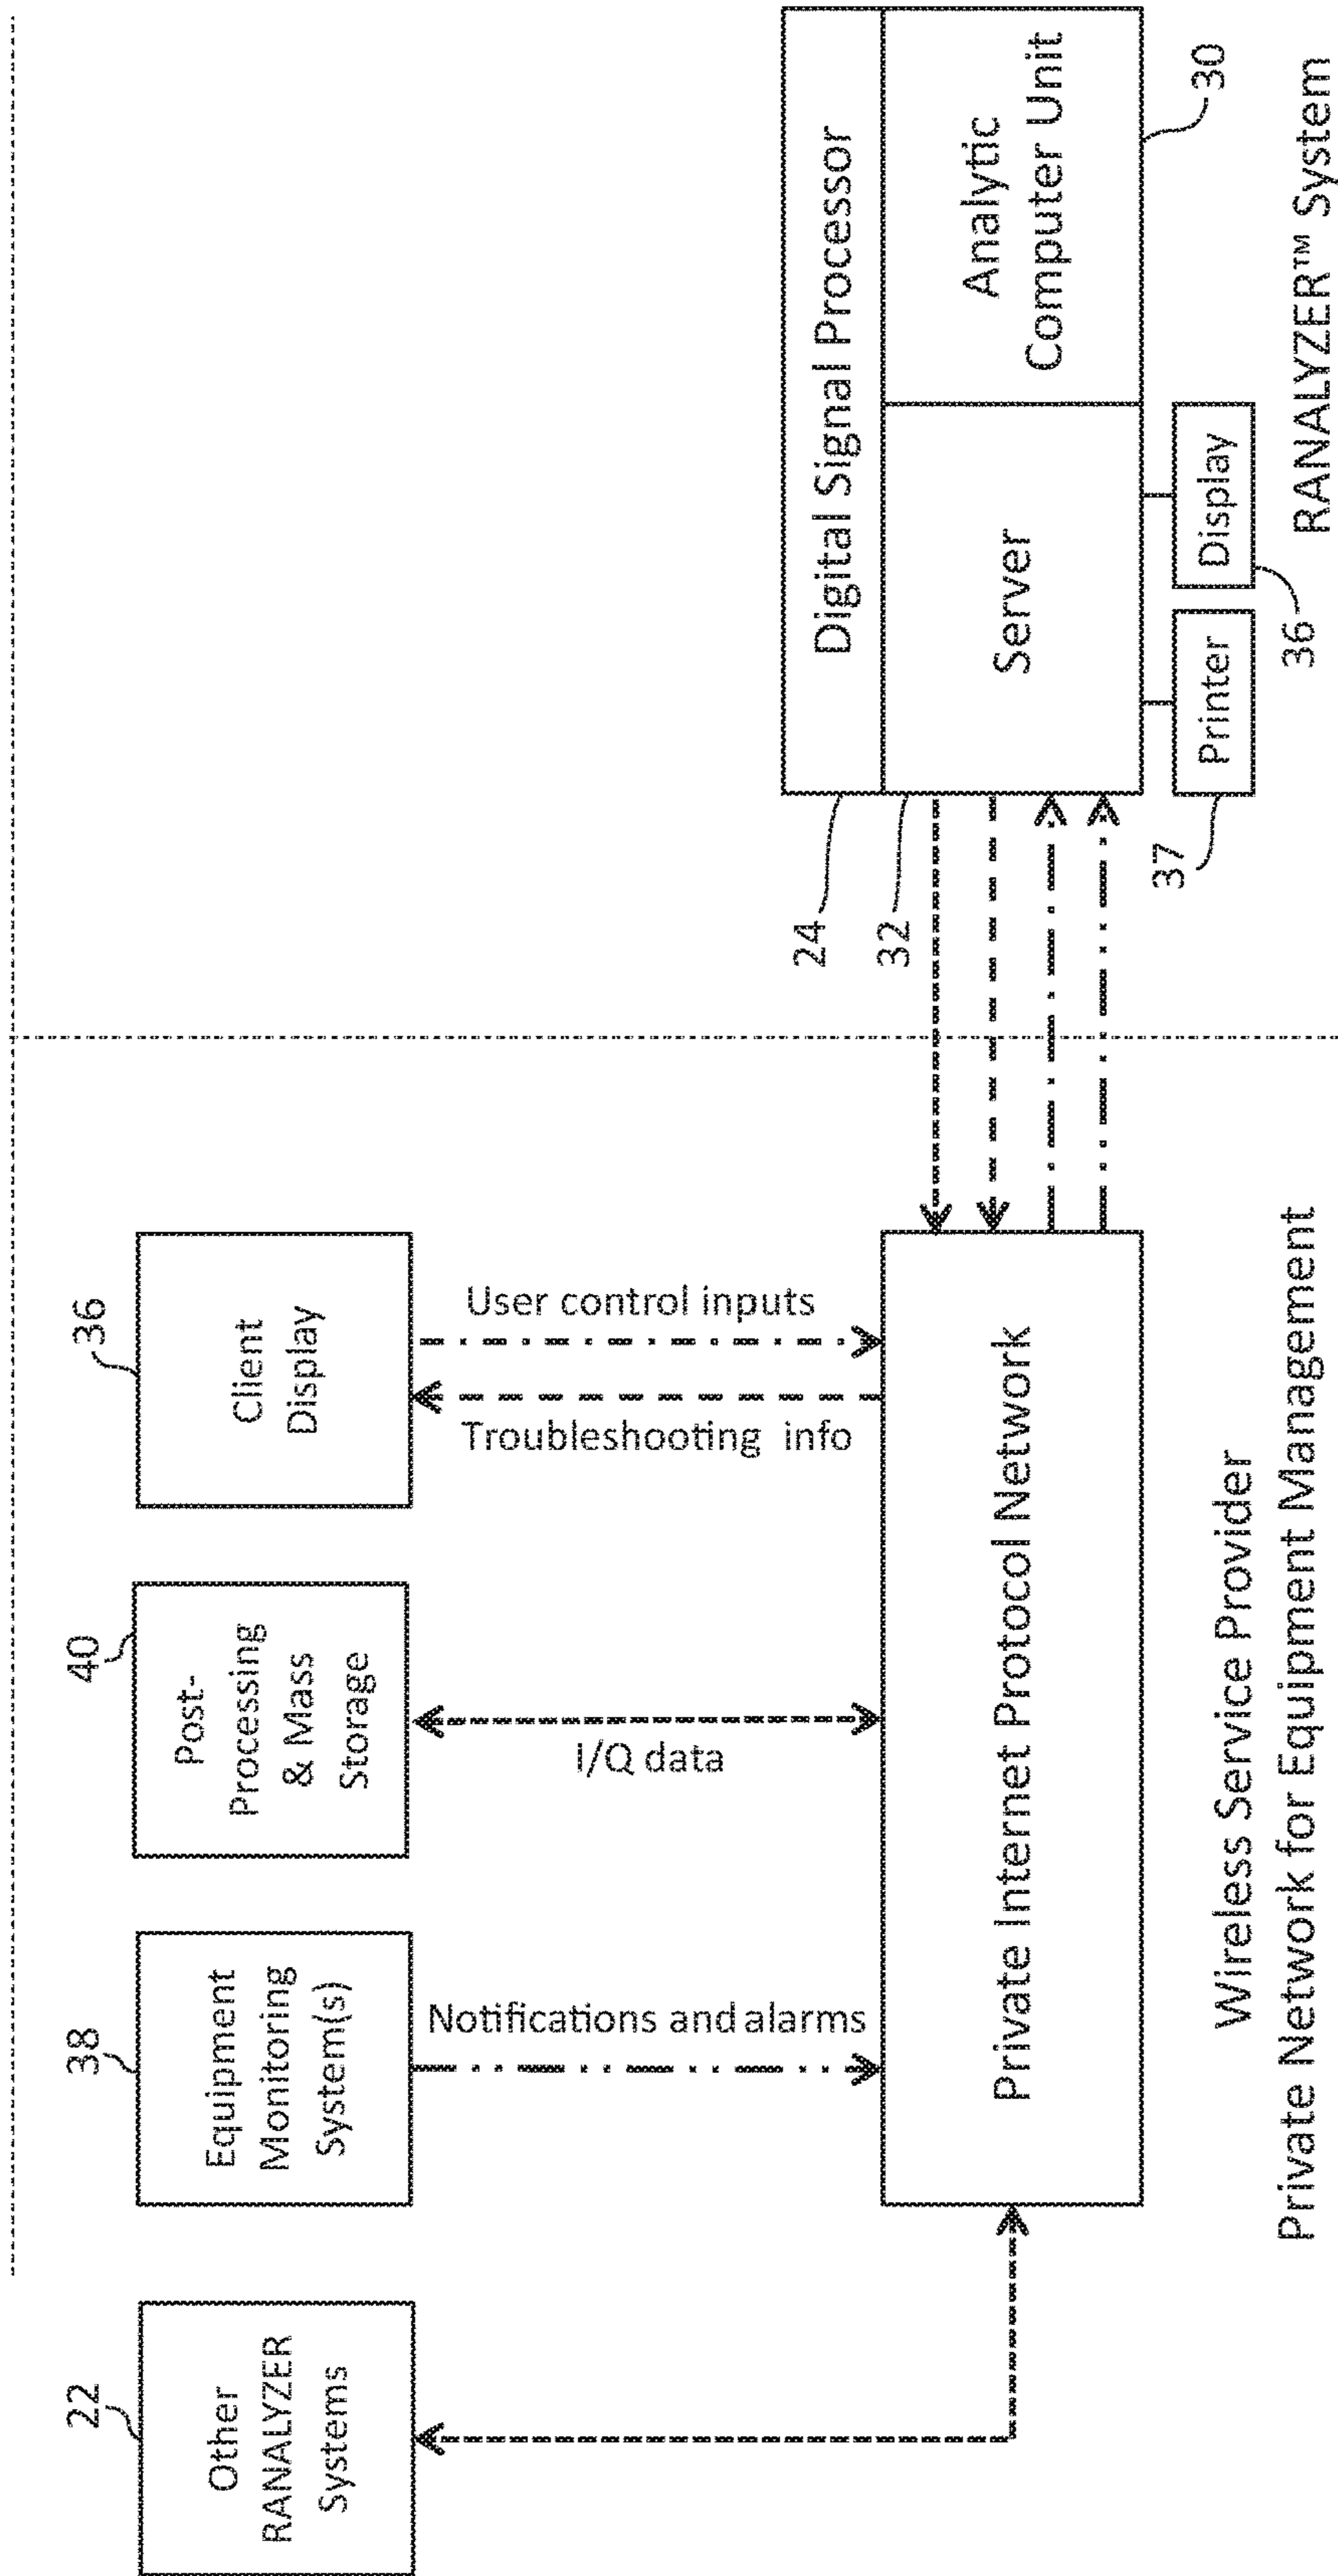 22
Other
RANALYZER
Systems
38
Equipment
Monitoring
System(s)
Notifications and alarms
40
Post-
Processing
& Mass
Storage
I/Q data
36
Client
Display
User control inputs
Troubleshooting info
Private Internet Protocol Network
Wireless Service Provider
Private Network for Equipment Management
24
32
Digital Signal Processor
Server
Analytic
Computer Unit
30
37
Printer
Display
36
RANALYZER™ System